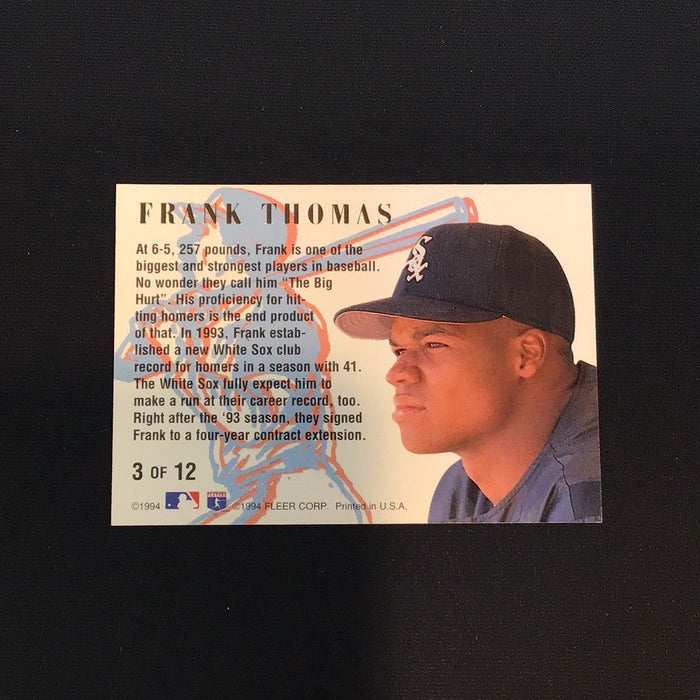 FRANK THOMAS
At 6-5, 257 pounds, Frank is one of the
biggest and strongest players in baseball.
No wonder they call him “The Big
Hurt”. His proficiency for hit-
ting homers is the end product
of that. In 1993, Frank estab-
lished a new White Sox club
record for homers in a season with 41.
The White Sox fully expect him to
make a run at their career record, too.
Right after the ’93 season, they signed
Frank to a four-year contract extension.
3 OF 12
©1994 ©1994 FLEER CORP. Printed in U.S.A.
Sox